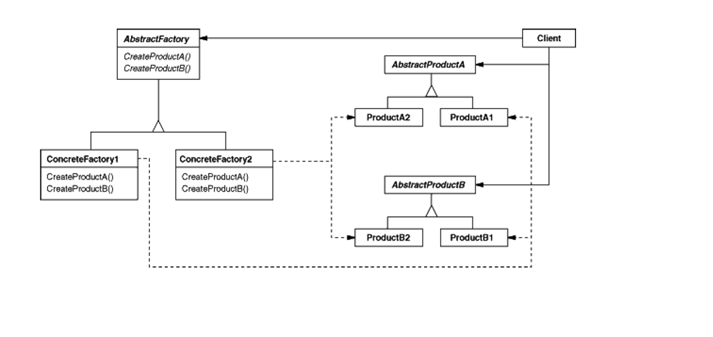 AbstractFactory
CreateProductA()
CreateProductB()
Client
AbstractProductA
ProductA2
ProductA1
ConcreteFactory1
CreateProductA()
CreateProductB()
ConcreteFactory2
CreateProductA()
CreateProductB()
AbstractProductB
ProductB2
ProductB1